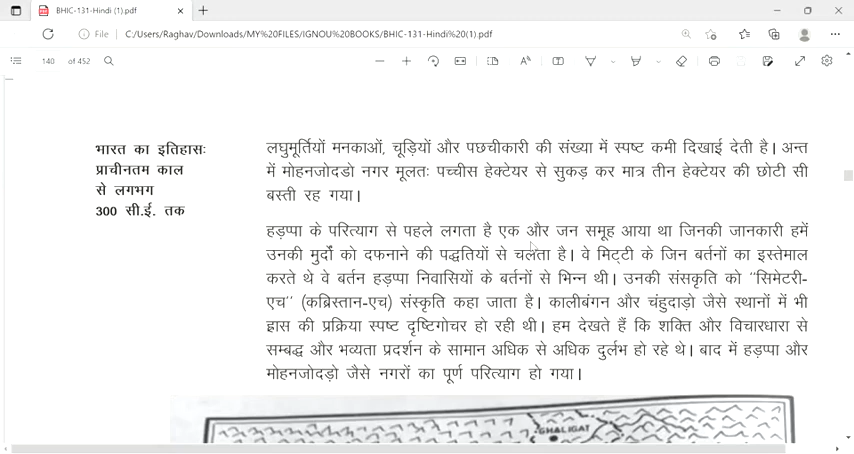 BHIC-131-Hindi (1).pdf
File
C:/Users/Raghav/Downloads/MY%20FILES/IGNOU%20BOOKS/BHIC-131-Hindi%20(1).pdf
140 of 452
भारत का इतिहासः
प्राचीनतम काल
से लगभग
300 सी.ई. तक
लघुमूर्तियों मनकाओं, चूड़ियों और पछचीकारी की संख्या में स्पष्ट कमी दिखाई देती है। अन्त
में मोहनजोदडो नगर मूलतः पच्चीस हेक्टेयर से सुकड़ कर मात्र तीन हेक्टेयर की छोटी सी
बस्ती रह गया।
हड़प्पा के परित्याग से पहले लगता है एक और जन समूह आया था जिनकी जानकारी हमें
उनकी मुर्दों को दफनाने की पद्धतियों से चलता है। वे मिट्टी के जिन बर्तनों का इस्तेमाल
करते थे वे बर्तन हड़प्पा निवासियों के बर्तनों से भिन्न थी। उनकी संसकृति को "सिमेटरी-
एच" (कब्रिस्तान-एच) संस्कृति कहा जाता है। कालीबंगन और चंहुदाड़ो जैसे स्थानों में भी
ह्रास की प्रक्रिया स्पष्ट दृष्टिगोचर हो रही थी। हम देखते हैं कि शक्ति और विचारधारा से
सम्बद्ध और भव्यता प्रदर्शन के सामान अधिक से अधिक दुर्लभ हो रहे थे। बाद में हड़प्पा और
मोहनजोदड़ो जैसे नगरों का पूर्ण परित्याग हो गया।
GHALIGAT